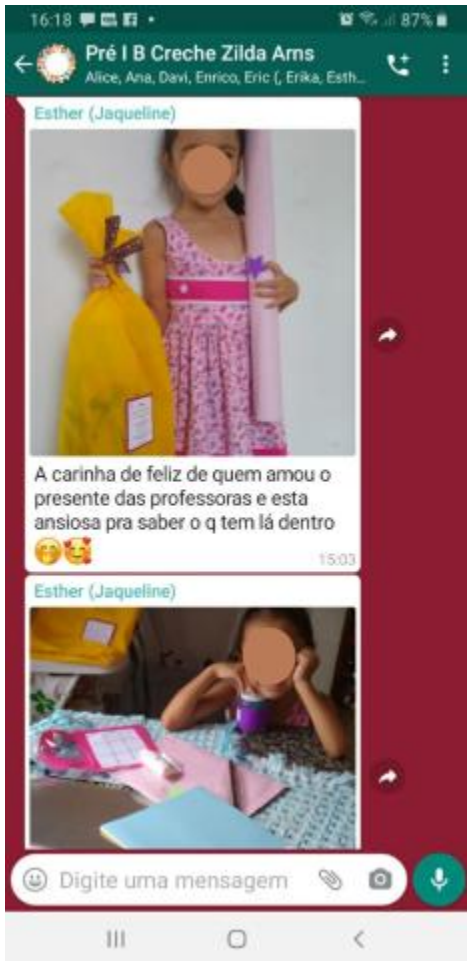 16:18
87%
Pré I B Creche Zilda Arns
Alice, Ana, Davi, Enrico, Eric (, Erika, Esth...
Esther (Jaqueline)
A carinha de feliz de quem amou o
presente das professoras e esta
ansiosa pra saber o q tem lá dentro
15:03
Esther (Jaqueline)
Digite uma mensagem